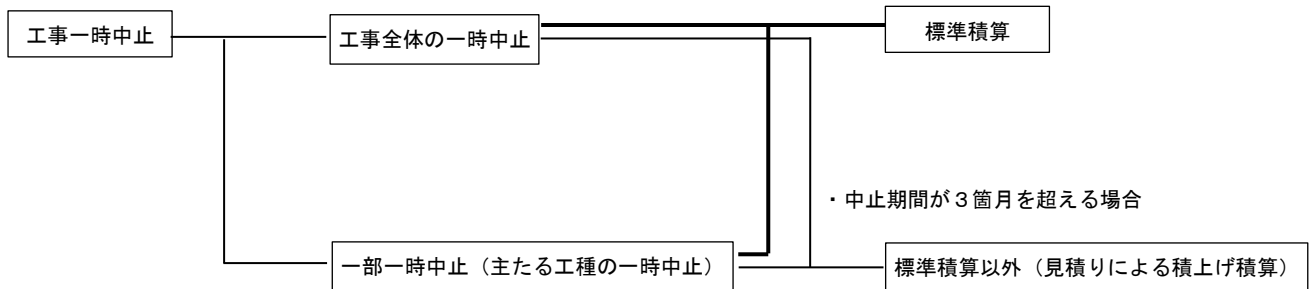 工事一時中止
工事全体の一時中止
標準積算
・中止期間が３箇月を超える場合
一部一時中止（主たる工種の一時中止）
標準積算以外（見積りによる積上げ積算）